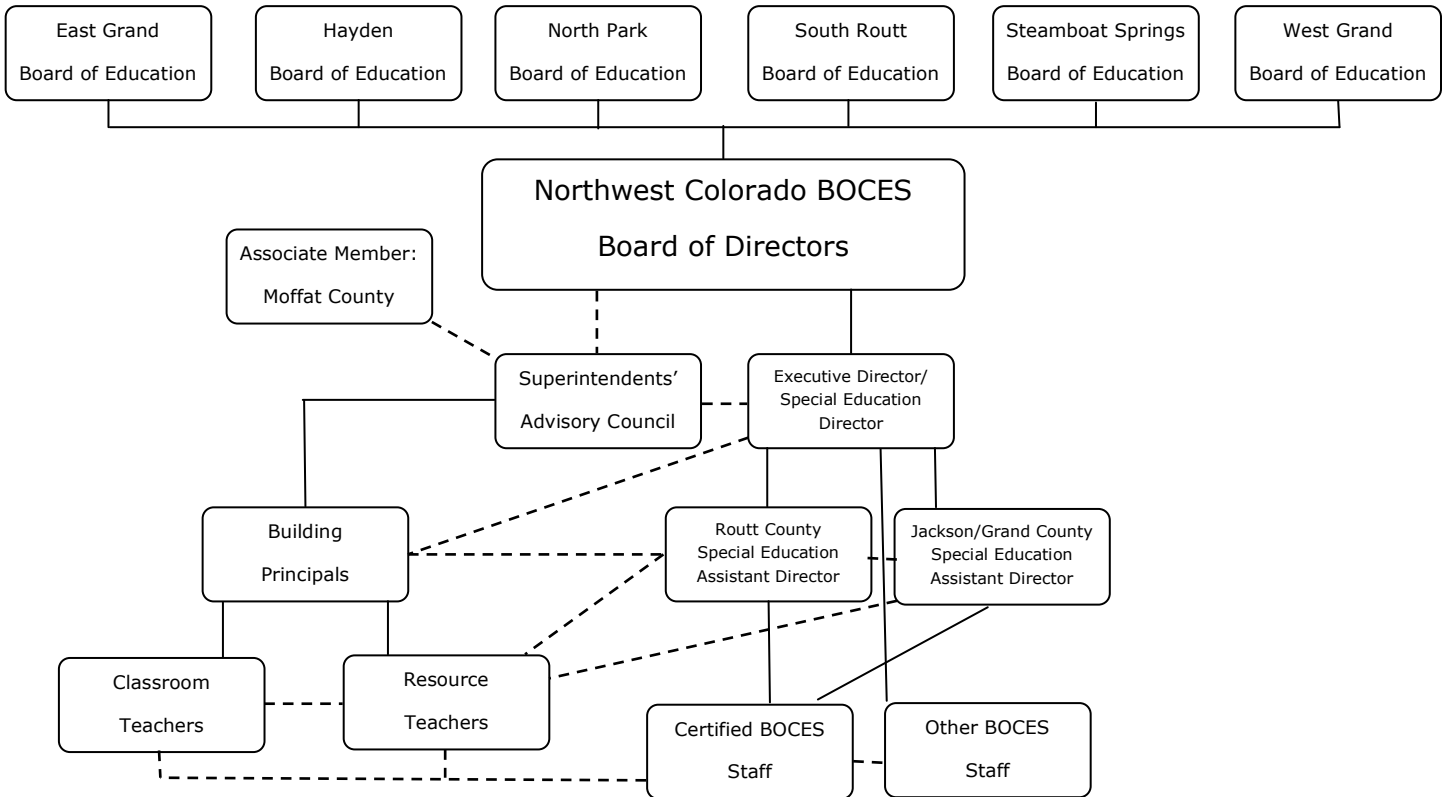 East Grand
Board of Education
Hayden
Board of Education
North Park
Board of Education
South Routt
Board of Education
Steamboat Springs
Board of Education
West Grand
Board of Education
Northwest Colorado BOCES
Board of Directors
Associate Member:
Moffat County
Superintendents’
Advisory Council
Executive Director/
Special Education
Director
Building
Principals
Routt County
Special Education
Assistant Director
Jackson/Grand County
Special Education
Assistant Director
Classroom
Teachers
Resource
Teachers
Certified BOCES
Staff
Other BOCES
Staff